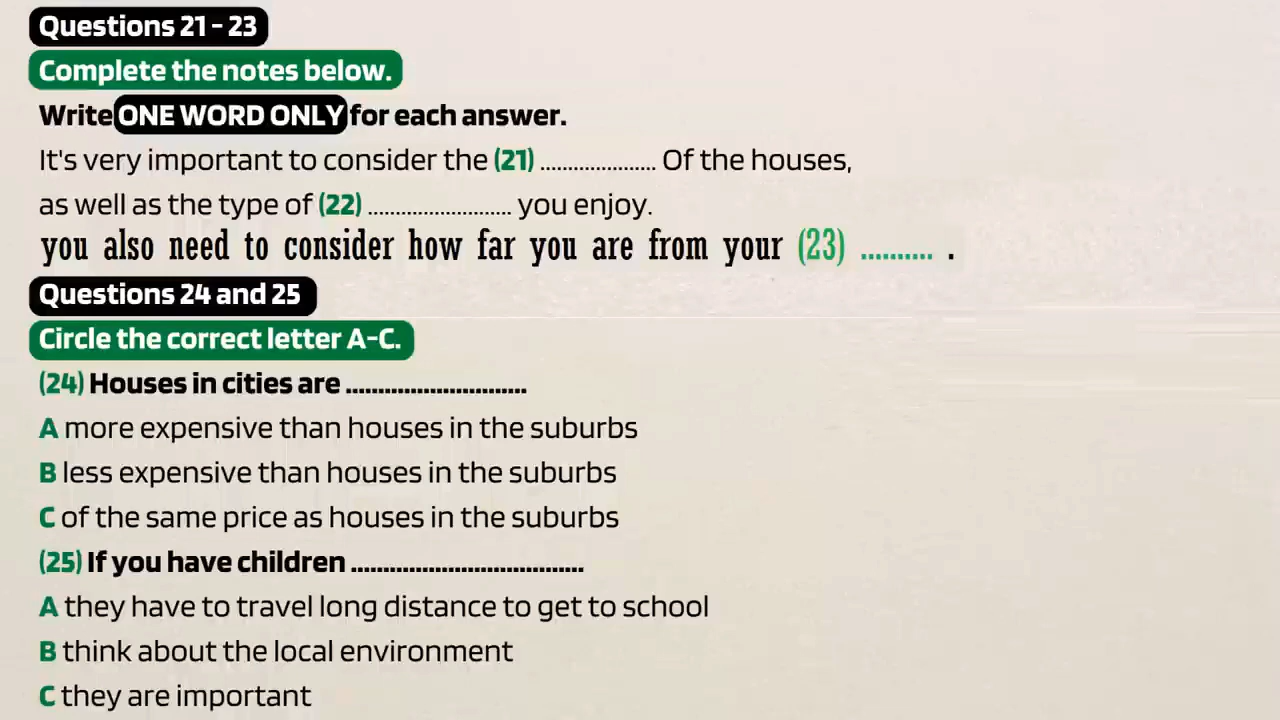 Questions 21 - 23
Complete the notes below.
Write ONE WORD ONLY for each answer.
It's very important to consider the (21) ..................... Of the houses,
as well as the type of (22) .......................... you enjoy.
you also need to consider how far you are from your (23) .......... .
Questions 24 and 25
Circle the correct letter A-C.
(24) Houses in cities are ............................
A more expensive than houses in the suburbs
B less expensive than houses in the suburbs
C of the same price as houses in the suburbs
(25) If you have children ....................................
A they have to travel long distance to get to school
B think about the local environment
C they are important